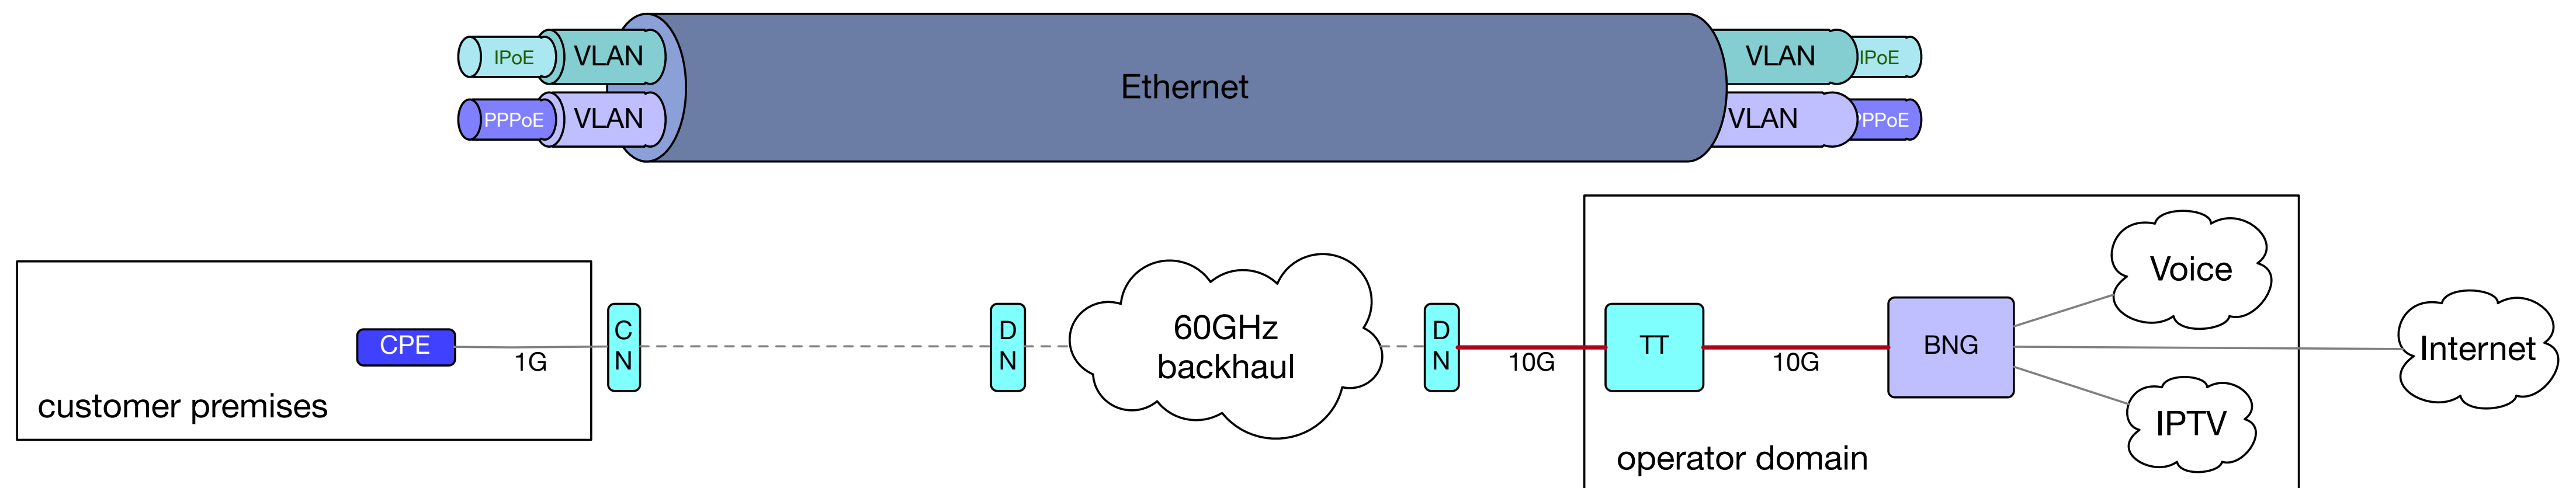 IPoE
VLAN
Ethernet
VLAN
IPoE
PPPoE
VLAN
VLAN
PPPoE
Voice
C
N
D
N
60GHz
backhaul
D
N
CPE
1G
10G
TT
10G
BNG
Internet
customer premises
IPTV
operator domain